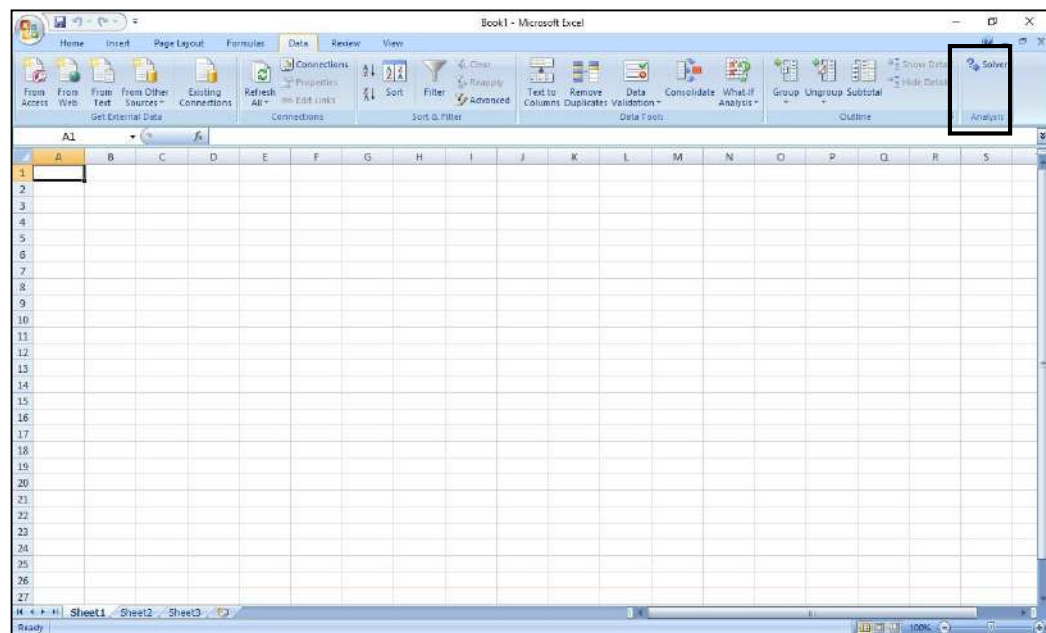 Book1 - Microsoft Excel
Home Insert Page Layout Formulas Data Review View
From Access
From Web
From Text
From Other Sources
Existing Connections
Get External Data
Refresh All
Connections
Properties
Edit Links
Connections
Sort
Filter
Clear
Reapply
Advanced
Sort & Filter
Text to Columns
Remove Duplicates
Data Validation
Consolidate
What-If Analysis
Data Tools
Group
Ungroup
Subtotal
Show Detail
Hide Detail
Outline
Solver
Analysis
A1 fx
A B C D E F G H I J K L M N O P Q R S
1
2
3
4
5
6
7
8
9
10
11
12
13
14
15
16
17
18
19
20
21
22
23
24
25
26
27
Sheet1 Sheet2 Sheet3
Ready 100%